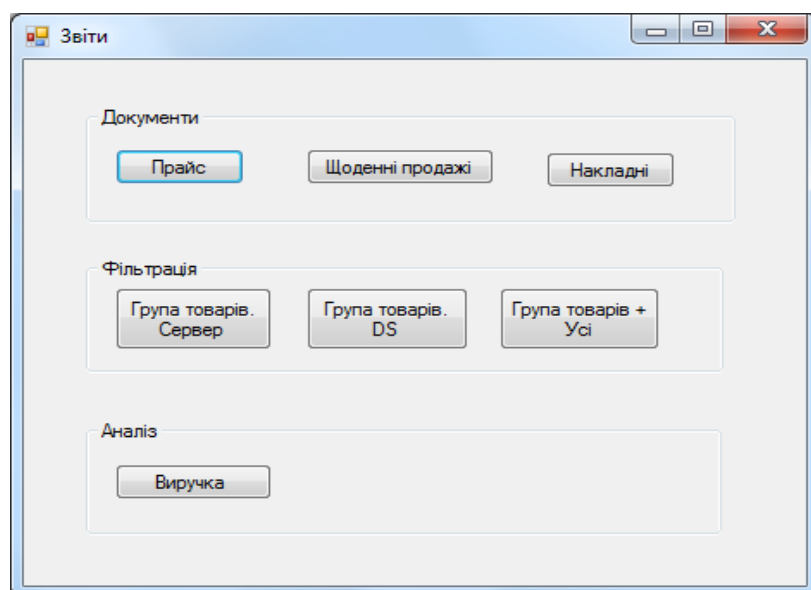 Звіти
Документи
Прайс
Щоденні продажі
Накладні
Фільтрація
Група товарів.
Сервер
Група товарів.
DS
Група товарів +
Усі
Аналіз
Виручка